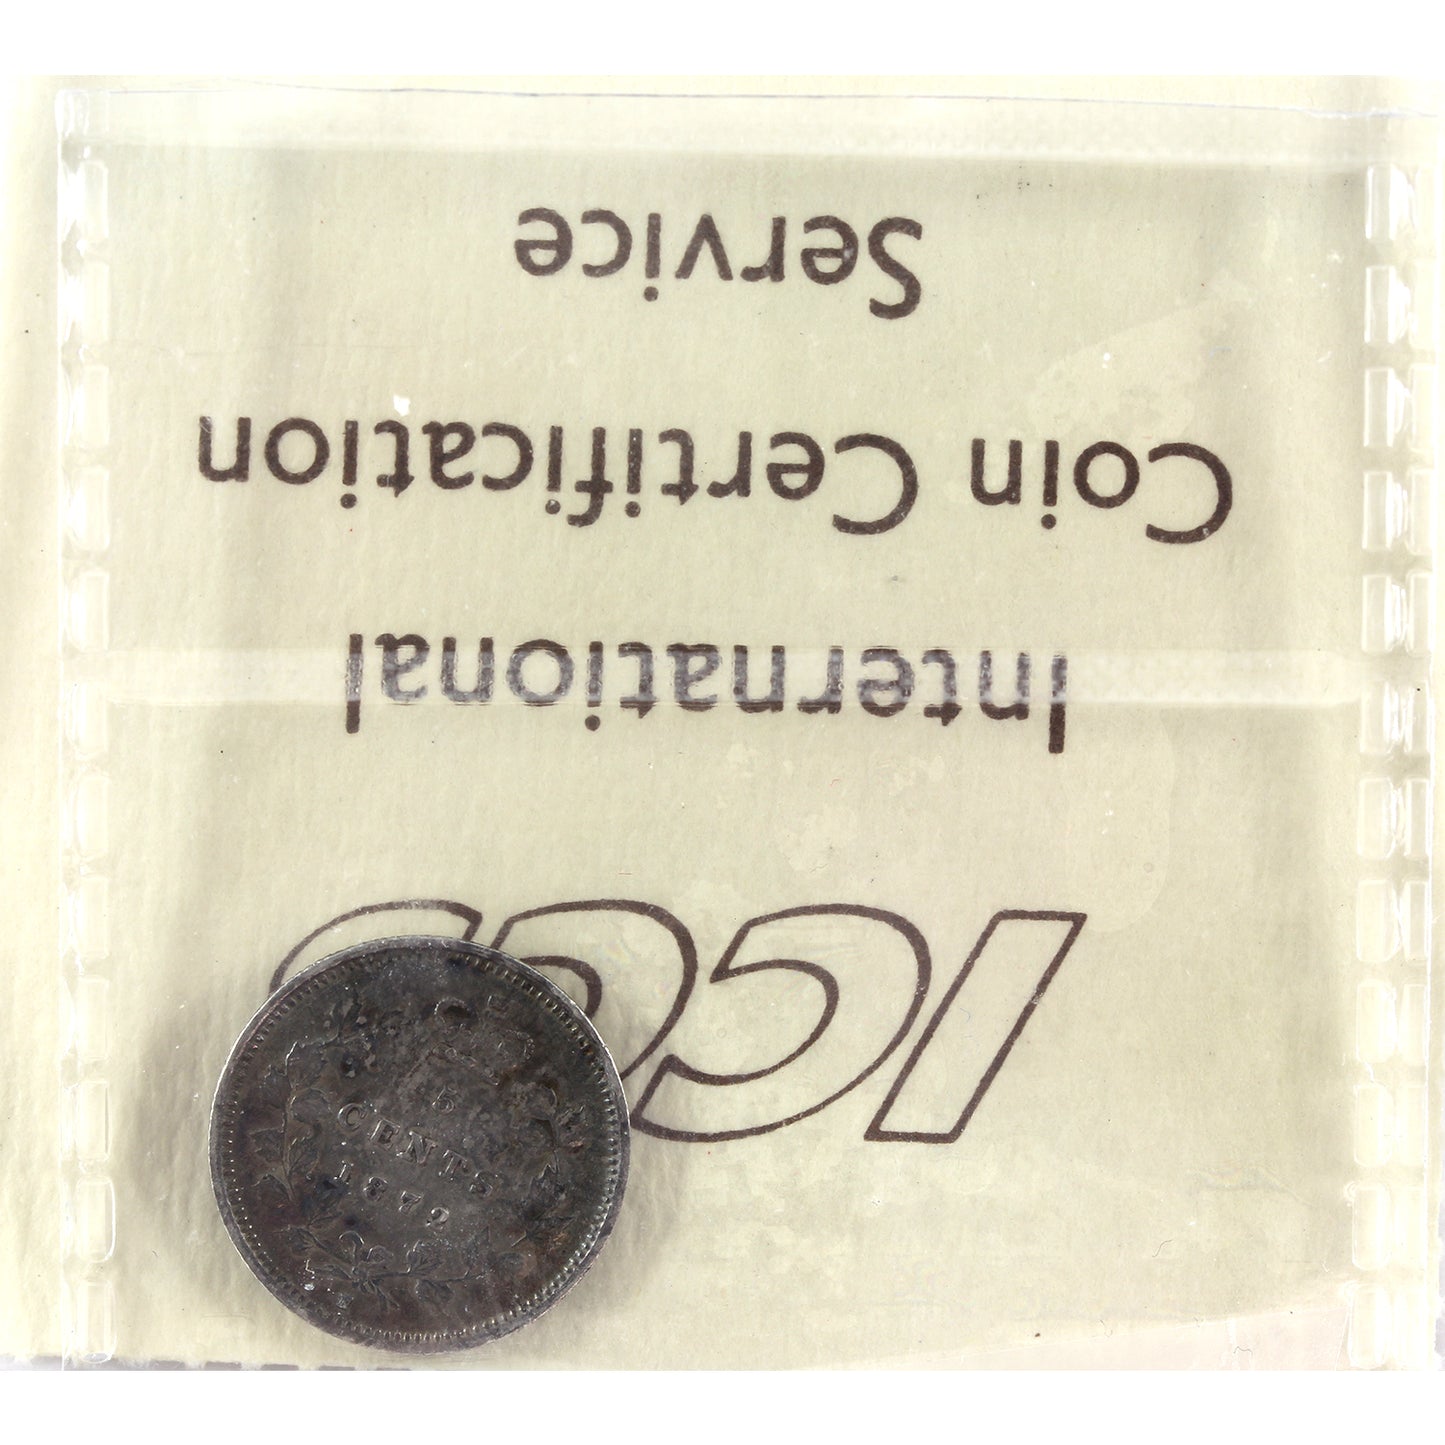 ICCS
International
Coin Certification
Service
5
CENTS
1872
H